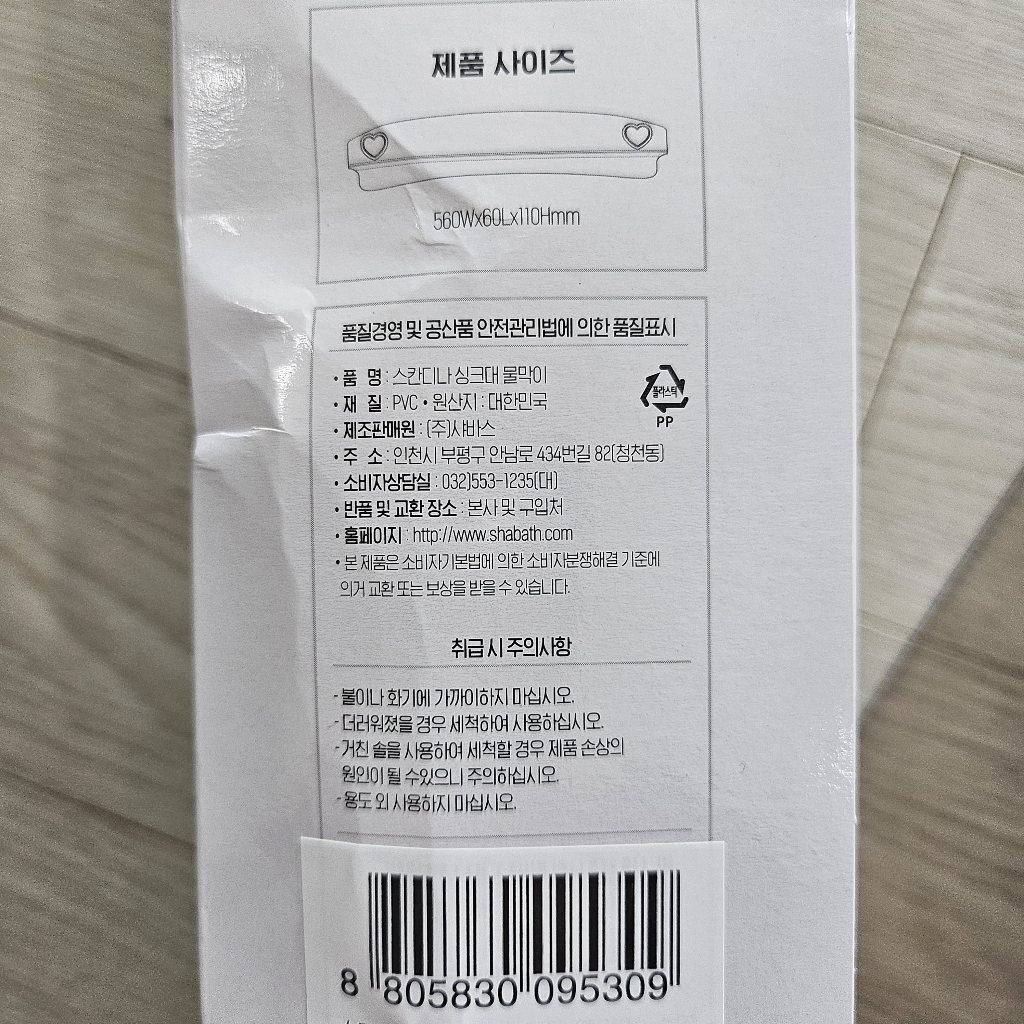 제품 사이즈
560Wx60Lx110Hmm
품질경영 및 공산품 안전관리법에 의한 품질표시
• 품 명 : 스칸디나 싱크대 물막이
• 재 질 : PVC • 원산지 : 대한민국
• 제조판매원 : (주)샤바스
• 주 소 : 인천시 부평구 안남로 434번길 82(청천동)
• 소비자상담실 : 032)553-1235(대)
• 반품 및 교환 장소 : 본사 및 구입처
• 홈페이지 : http://www.shabath.com
• 본 제품은 소비자기본법에 의한 소비자분쟁해결 기준에
의거 교환 또는 보상을 받을 수 있습니다.
플라스틱
PP
취급 시 주의사항
- 불이나 화기에 가까이하지 마십시오.
- 더러워졌을 경우 세척하여 사용하십시오.
- 거친 솔을 사용하여 세척할 경우 제품 손상의
원인이 될 수있으니 주의하십시오.
- 용도 외 사용하지 마십시오.
8 805830 095309